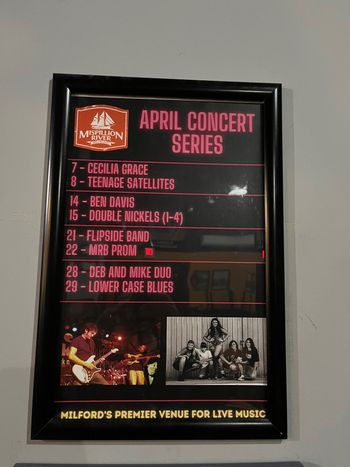 MISPILLION
RIVER
APRIL CONCERT
SERIES
7 - CECILIA GRACE
8 - TEENAGE SATELLITES
14 - BEN DAVIS
15 - DOUBLE NICKELS (1-4)
21 - FLIPSIDE BAND
22 - MRB PROM
28 - DEB AND MIKE DUO
29 - LOWER CASE BLUES
MILFORD'S PREMIER VENUE FOR LIVE MUSIC